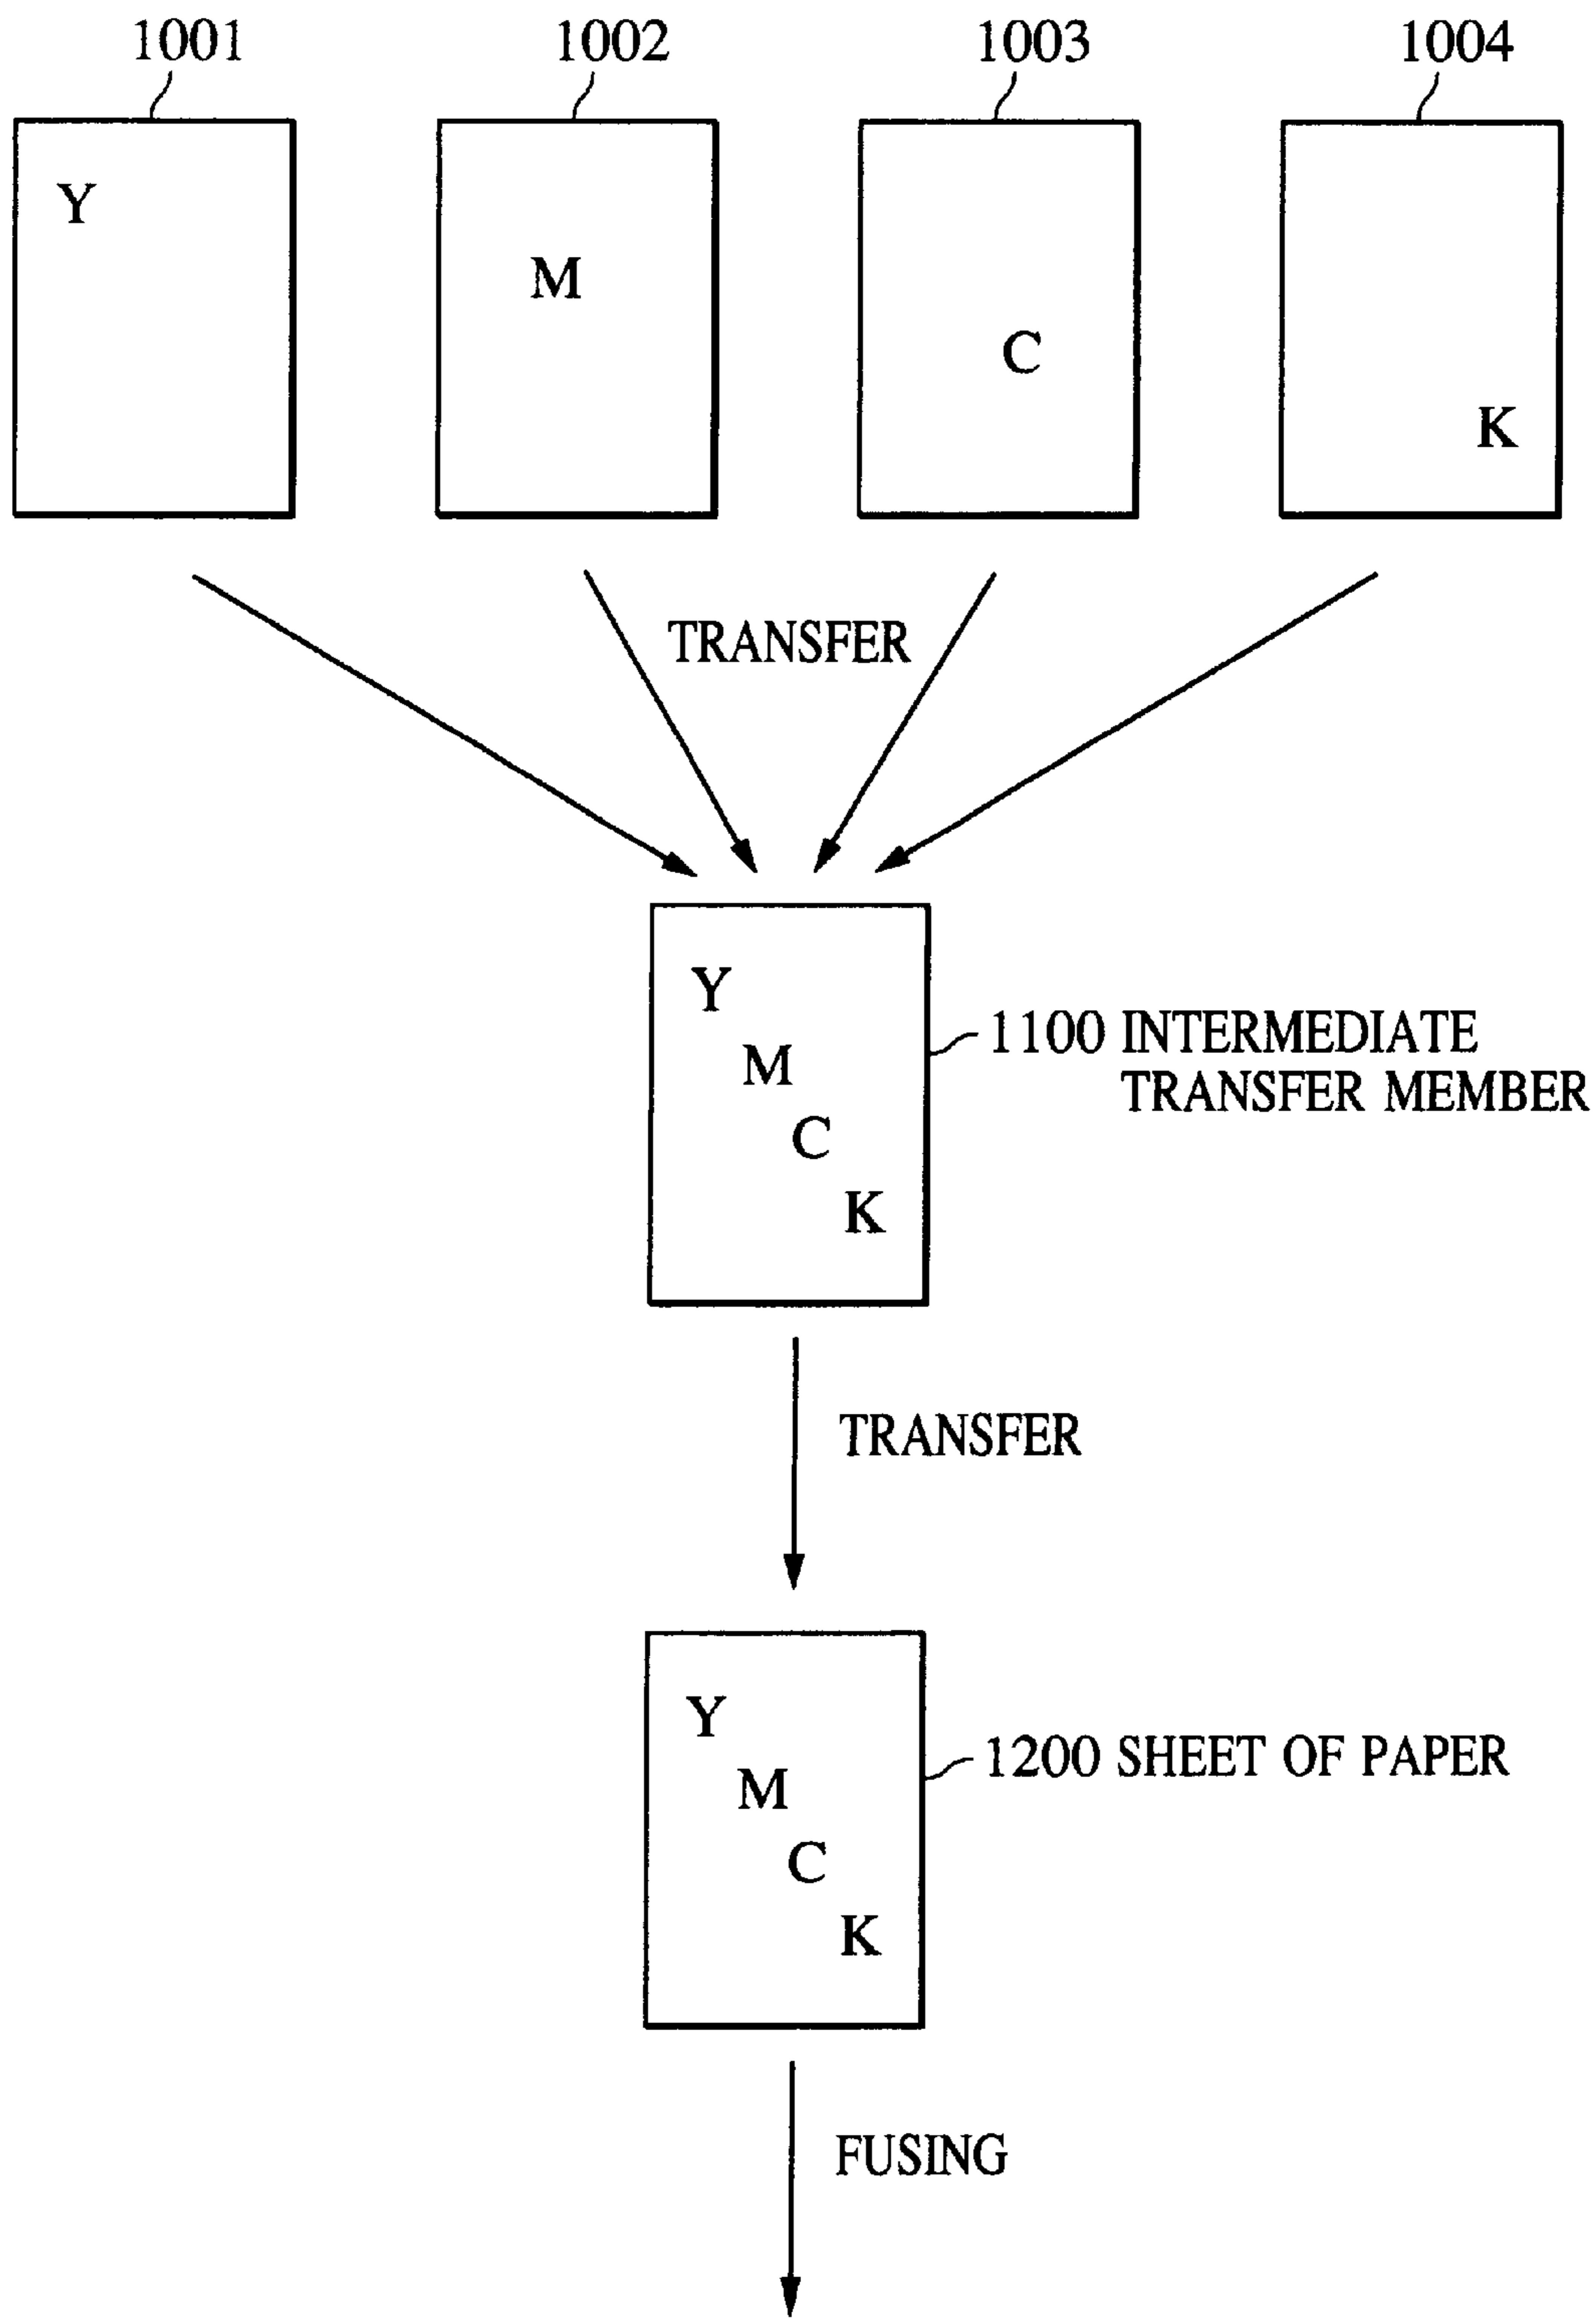 1001 1002 1003 1004
Y
M
C
K
TRANSFER
Y
M
C
K
1100 INTERMEDIATE
TRANSFER MEMBER
TRANSFER
Y
M
C
K
1200 SHEET OF PAPER
FUSING